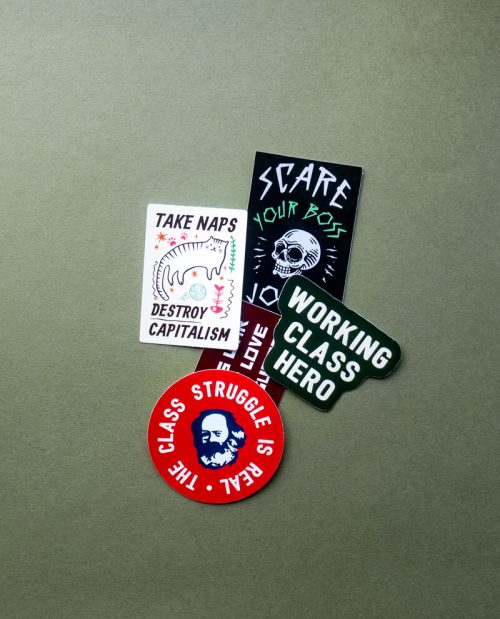 SCARE
YOUR BOSS
TAKE NAPS
DESTROY
CAPITALISM
WORKING
CLASS
HERO
LOVE
THE CLASS STRUGGLE IS REAL •